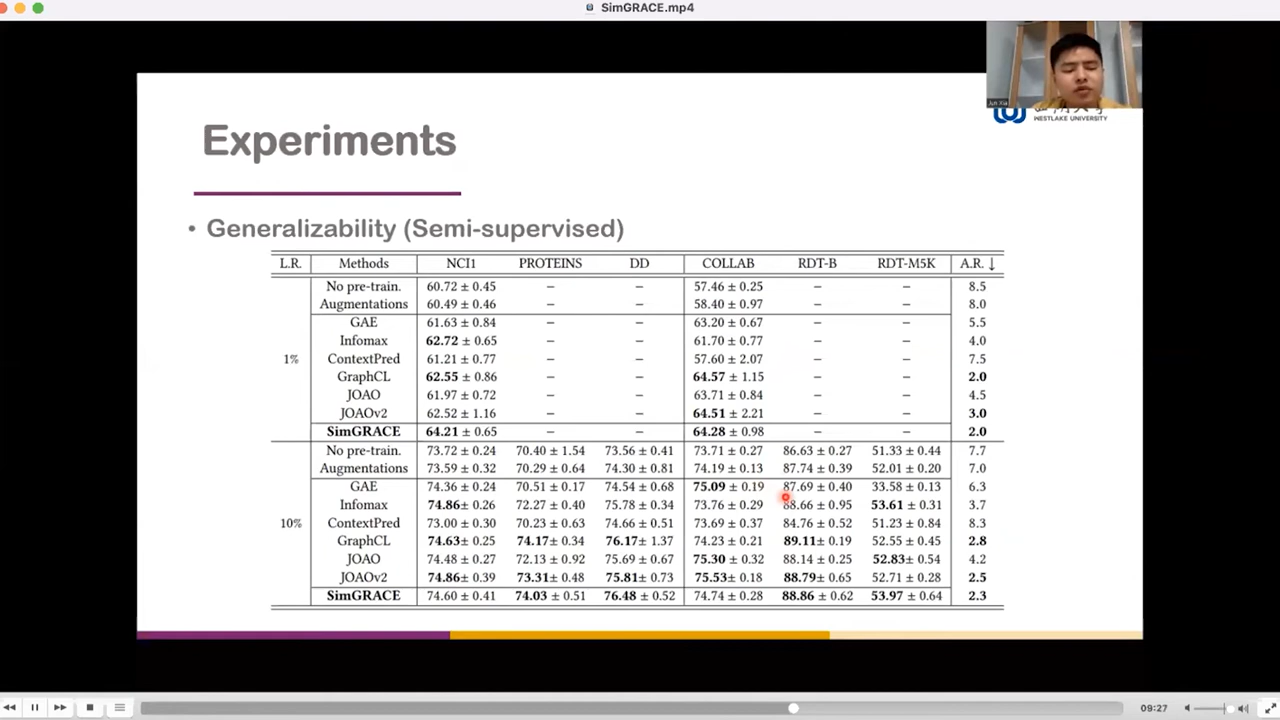 SimGRACE.mp4
Jun Xia
WESTLAKE UNIVERSITY
Experiments
• Generalizability (Semi-supervised)
L.R. Methods NCI1 PROTEINS DD COLLAB RDT-B RDT-M5K A.R. ↓
No pre-train. 60.72 ± 0.45 – – 57.46 ± 0.25 – – 8.5
Augmentations 60.49 ± 0.46 – – 58.40 ± 0.97 – – 8.0
GAE 61.63 ± 0.84 – – 63.20 ± 0.67 – – 5.5
Infomax 62.72 ± 0.65 – – 61.70 ± 0.77 – – 4.0
1% ContextPred 61.21 ± 0.77 – – 57.60 ± 2.07 – – 7.5
GraphCL 62.55 ± 0.86 – – 64.57 ± 1.15 – – 2.0
JOAO 61.97 ± 0.72 – – 63.71 ± 0.84 – – 4.5
JOAOv2 62.52 ± 1.16 – – 64.51 ± 2.21 – – 3.0
SimGRACE 64.21 ± 0.65 – – 64.28 ± 0.98 – – 2.0
No pre-train. 73.72 ± 0.24 70.40 ± 1.54 73.56 ± 0.41 73.71 ± 0.27 86.63 ± 0.27 51.33 ± 0.44 7.7
Augmentations 73.59 ± 0.32 70.29 ± 0.64 74.30 ± 0.81 74.19 ± 0.13 87.74 ± 0.39 52.01 ± 0.20 7.0
GAE 74.36 ± 0.24 70.51 ± 0.17 74.54 ± 0.68 75.09 ± 0.19 87.69 ± 0.40 33.58 ± 0.13 6.3
Infomax 74.86± 0.26 72.27 ± 0.40 75.78 ± 0.34 73.76 ± 0.29 88.66 ± 0.95 53.61 ± 0.31 3.7
10% ContextPred 73.00 ± 0.30 70.23 ± 0.63 74.66 ± 0.51 73.69 ± 0.37 84.76 ± 0.52 51.23 ± 0.84 8.3
GraphCL 74.63± 0.25 74.17± 0.34 76.17± 1.37 74.23 ± 0.21 89.11± 0.19 52.55 ± 0.45 2.8
JOAO 74.48 ± 0.27 72.13 ± 0.92 75.69 ± 0.67 75.30 ± 0.32 88.14 ± 0.25 52.83± 0.54 4.2
JOAOv2 74.86± 0.39 73.31± 0.48 75.81± 0.73 75.53± 0.18 88.79± 0.65 52.71 ± 0.28 2.5
SimGRACE 74.60 ± 0.41 74.03 ± 0.51 76.48 ± 0.52 74.74 ± 0.28 88.86 ± 0.62 53.97 ± 0.64 2.3
09:27